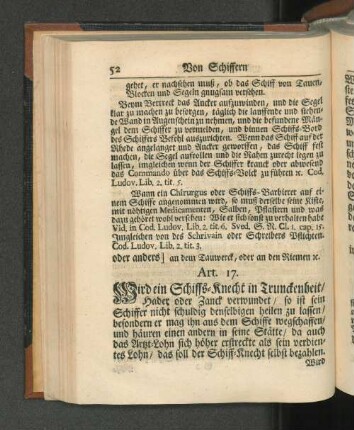 52 Von Schiffern
gehet, er nachsehen muß, ob das Schiff von Tauen,
Blocken und Segeln gnugsam versehen.
Beym Vertreck das Ancker aufzuwinden, und die Segel
klar zu machen zu besorgen, täglich die lauffende und stehen-
de Wand in Augenschein zu nehmen, und die befundene Män-
gel dem Schiffer zu vermelden, und binnen Schiffs-Bord
des Schiffers Befehl auszurichten. Wenn das Schiff auf der
Rhede angelanget und Ancker geworffen, das Schiff fest
machen, die Segel aufrollen und die Raaen zurecht legen zu
lassen, imgleichen wenn der Schiffer kranck oder abwesend
das Commando über das Schiffs-Volck zu führen ꝛc. Cod.
Ludov. Lib. 2. tit. 5.
Wann ein Chirurgus oder Schiffs-Barbierer auf ei-
nem Schiffe angenommen wird, so muß derselbe seine Kiste,
mit nöthigen Medicamenten, Salben, Pflastern und was
dazu gehöret wohl versehen: Wie er sich sonst zu verhalten habe
Vid. in Cod. Ludov. Lib. 2. tit. 6. Sved. S. R. Cl. 1. cap. 15.
Imgleichen von des Schrivain oder Schreibers Pflichten
Cod. Ludov. Lib. 2. tit. 3.
oder anders] an dem Tauwerck, oder an den Riemen ꝛc.
Art. 17.
Wird ein Schiffs-Knecht in Trunckenheit/
Hader oder Zanck verwundet/ so ist sein
Schiffer nicht schuldig denselbigen heilen zu lassen/
besondern er mag ihn aus dem Schiffe wegschaffen/
und häuren einen andern in seine Stätte/ da auch
das Artzt-Lohn sich höher erstreckte als sein verdien-
tes Lohn/ das soll der Schiff-Knecht selbst bezahlen.
Wird